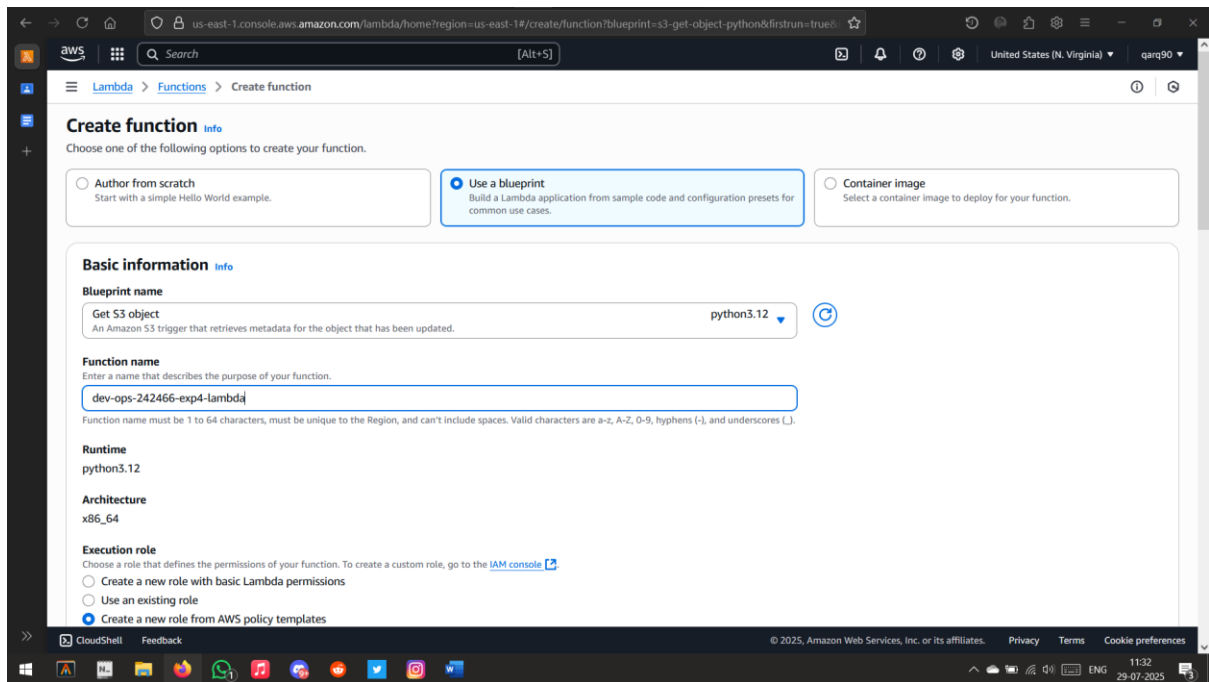 us-east-1.console.aws.amazon.com/lambda/home?region=us-east-1#/create/function?blueprint=s3-get-object-python&firstrun=true&
aws
Search
[Alt+S]
United States (N. Virginia)
qarq90
Lambda > Functions > Create function
Create function Info
Choose one of the following options to create your function.
Author from scratch
Start with a simple Hello World example.
Use a blueprint
Build a Lambda application from sample code and configuration presets for
common use cases.
Container image
Select a container image to deploy for your function.
Basic information Info
Blueprint name
Get S3 object
python3.12
An Amazon S3 trigger that retrieves metadata for the object that has been updated.
Function name
Enter a name that describes the purpose of your function.
dev-ops-242466-exp4-lambda
Function name must be 1 to 64 characters, must be unique to the Region, and can't include spaces. Valid characters are a-z, A-Z, 0-9, hyphens (-), and underscores (_).
Runtime
python3.12
Architecture
x86_64
Execution role
Choose a role that defines the permissions of your function. To create a custom role, go to the IAM console.
Create a new role with basic Lambda permissions
Use an existing role
Create a new role from AWS policy templates
CloudShell Feedback
© 2025, Amazon Web Services, Inc. or its affiliates. Privacy Terms Cookie preferences
ENG
11:32
29-07-2025